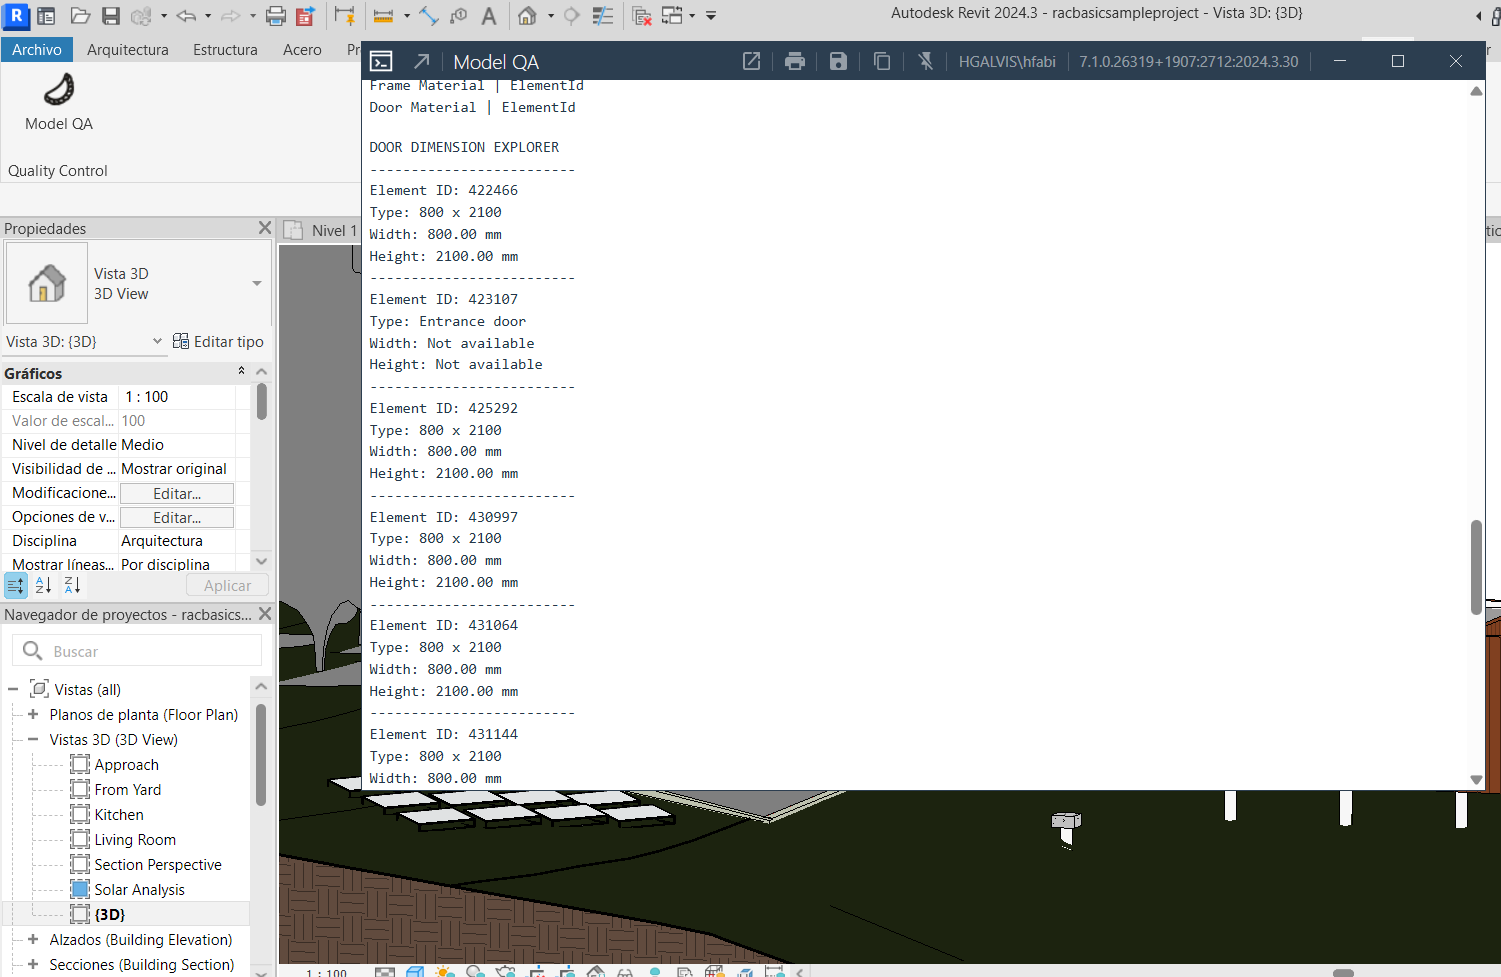 R
Autodesk Revit 2024.3 - racbasicsampleproject - Vista 3D: {3D}
Archivo
Arquitectura
Estructura
Acero
Model QA
Quality Control
Propiedades
Vista 3D
3D View
Vista 3D: {3D}
Editar tipo
Gráficos
Escala de vista 1 : 100
Valor de escal... 100
Nivel de detalle Medio
Visibilidad de ... Mostrar original
Modificacione... Editar...
Opciones de v... Editar...
Disciplina Arquitectura
Mostrar líneas... Por disciplina
Aplicar
Navegador de proyectos - racbasics...
Buscar
Vistas (all)
Planos de planta (Floor Plan)
Vistas 3D (3D View)
Approach
From Yard
Kitchen
Living Room
Section Perspective
Solar Analysis
{3D}
Alzados (Building Elevation)
Secciones (Building Section)
Nivel 1
Model QA
HGALVIS\hfabi
7.1.0.26319+1907:2712:2024.3.30
Frame Material | ElementId
Door Material | ElementId
DOOR DIMENSION EXPLORER
-------------------------
Element ID: 422466
Type: 800 x 2100
Width: 800.00 mm
Height: 2100.00 mm
-------------------------
Element ID: 423107
Type: Entrance door
Width: Not available
Height: Not available
-------------------------
Element ID: 425292
Type: 800 x 2100
Width: 800.00 mm
Height: 2100.00 mm
-------------------------
Element ID: 430997
Type: 800 x 2100
Width: 800.00 mm
Height: 2100.00 mm
-------------------------
Element ID: 431064
Type: 800 x 2100
Width: 800.00 mm
Height: 2100.00 mm
-------------------------
Element ID: 431144
Type: 800 x 2100
Width: 800.00 mm
1 : 100